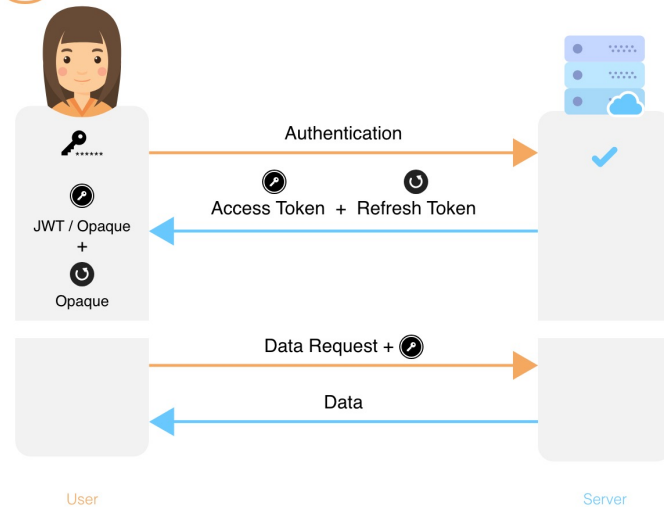 ******
Authentication
Access Token + Refresh Token
JWT / Opaque
+
Opaque
Data Request +
Data
User
Server